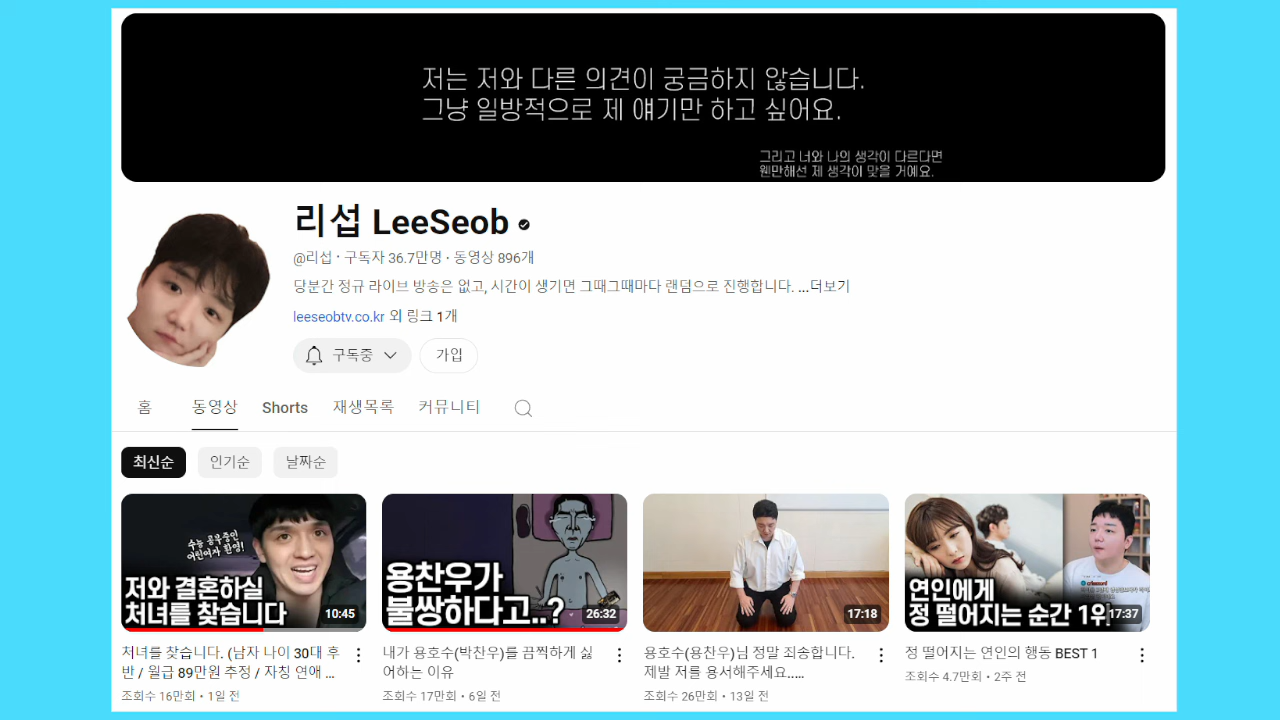 저는 저와 다른 의견이 궁금하지 않습니다.
그냥 일방적으로 제 얘기만 하고 싶어요.
그리고 너와 나의 생각이 다르다면
웬만해선 제 생각이 맞을 거예요.
리섭 LeeSeob
@리섭 · 구독자 36.7만명 · 동영상 896개
당분간 정규 라이브 방송은 없고, 시간이 생기면 그때그때마다 랜덤으로 진행합니다. ...더보기
leeseobtv.co.kr 외 링크 1개
구독중 가입
홈 동영상 Shorts 재생목록 커뮤니티
최신순 인기순 날짜순
수능 공부중인
어린여자 환영!
저와 결혼하실
처녀를 찾습니다
10:45
처녀를 찾습니다. (남자 나이 30대 후
반 / 월급 89만원 추정 / 자칭 연애 ...
조회수 16만회 • 1일 전
용찬우가
불쌍하다고..?
26:32
내가 용호수(박찬우)를 끔찍하게 싫
어하는 이유
조회수 17만회 • 6일 전
17:18
용호수(용찬우)님 정말 죄송합니다.
제발 저를 용서해주세요.....
조회수 26만회 • 13일 전
연인에게
정 떨어지는 순간 1위
17:37
정 떨어지는 연인의 행동 BEST 1
조회수 4.7만회 • 2주 전